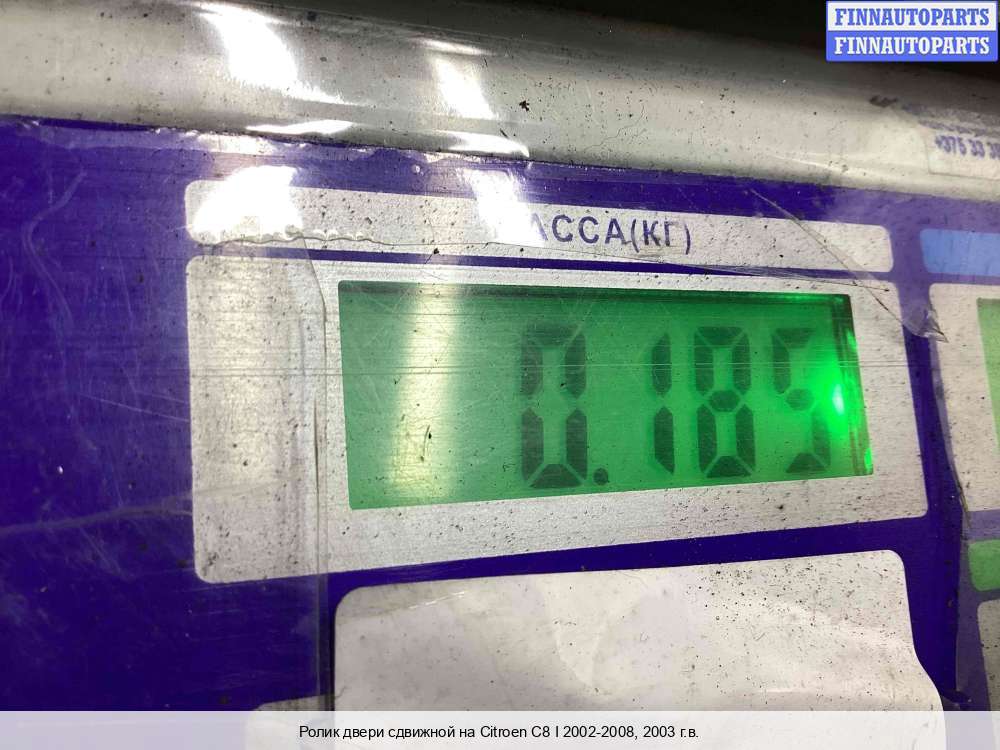 FINNAUTOPARTS
FINNAUTOPARTS
АССА(КГ)
0.185
Ролик двери сдвижной на Citroen C8 I 2002-2008, 2003 г.в.